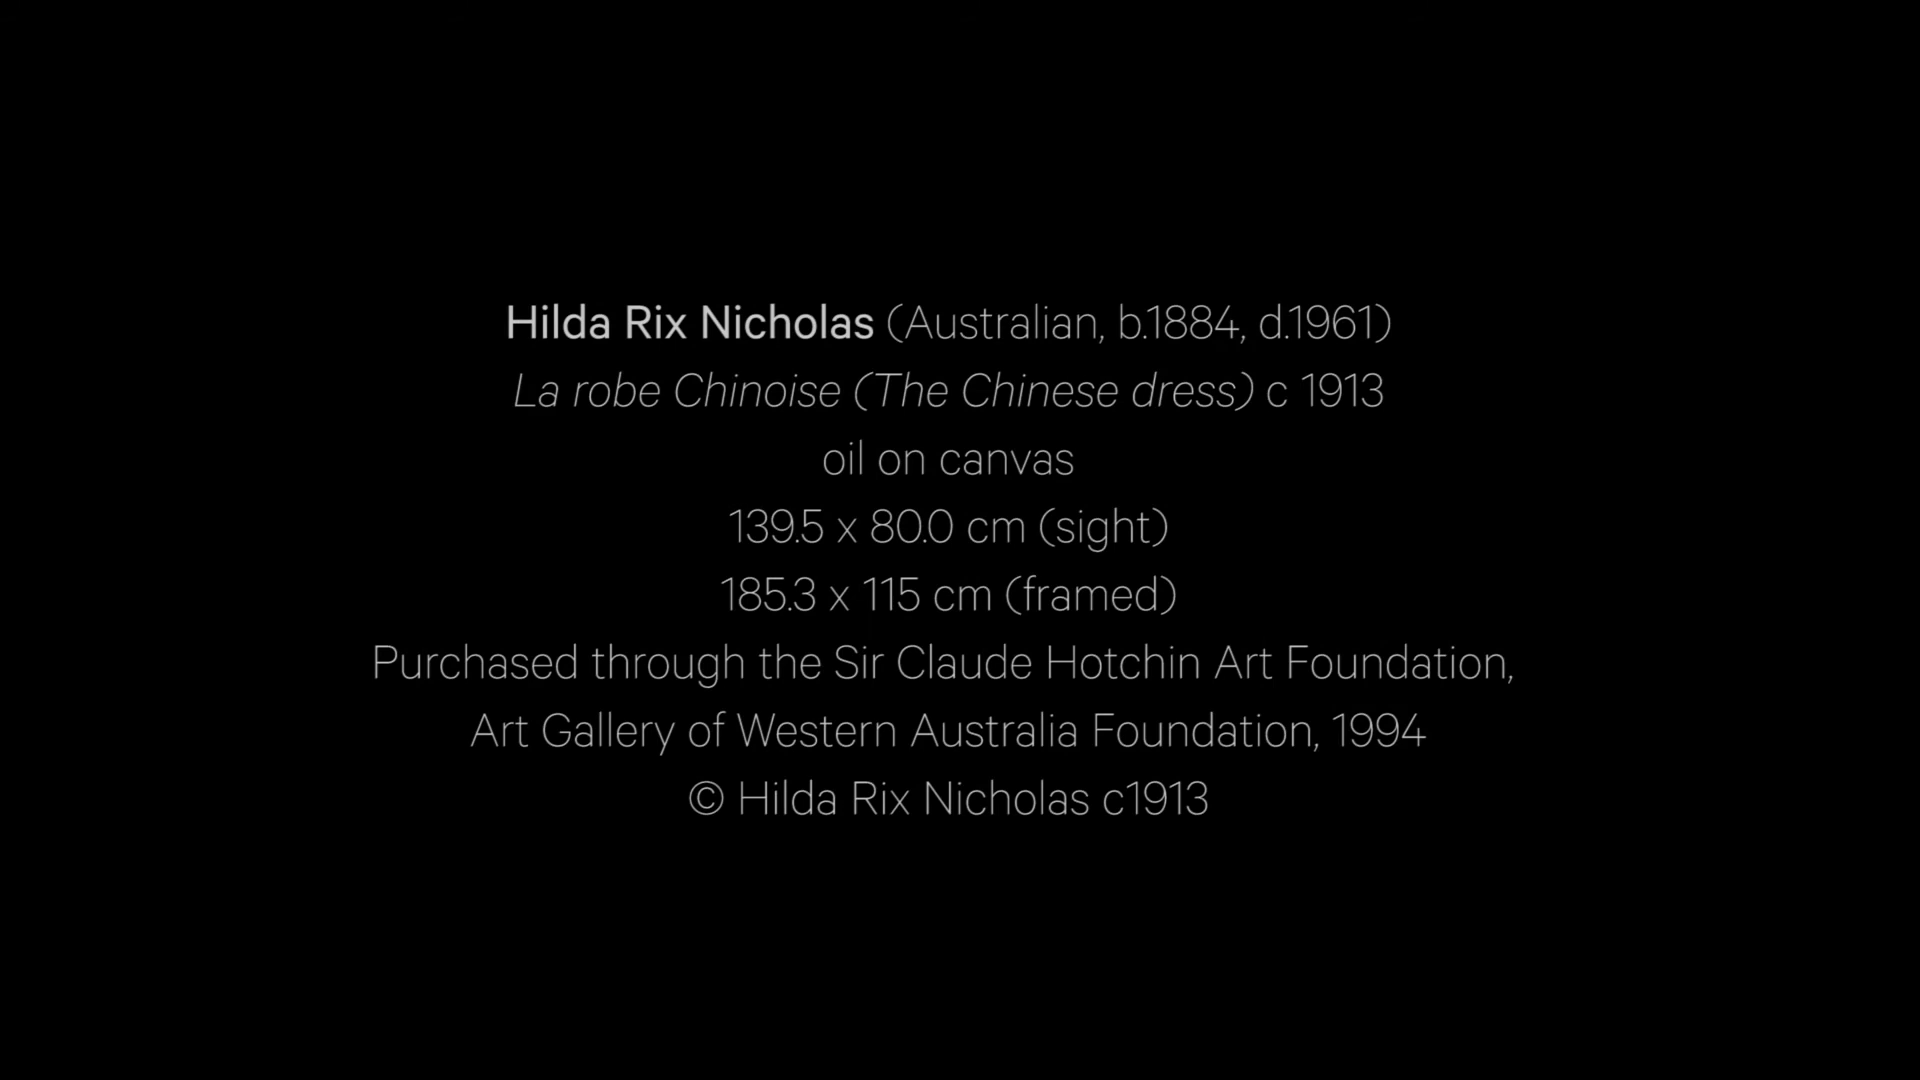 Hilda Rix Nicholas (Australian, b.1884, d.1961)
La robe Chinoise (The Chinese dress) c 1913
oil on canvas
139.5 x 80.0 cm (sight)
185.3 x 115 cm (framed)
Purchased through the Sir Claude Hotchin Art Foundation,
Art Gallery of Western Australia Foundation, 1994
© Hilda Rix Nicholas c1913